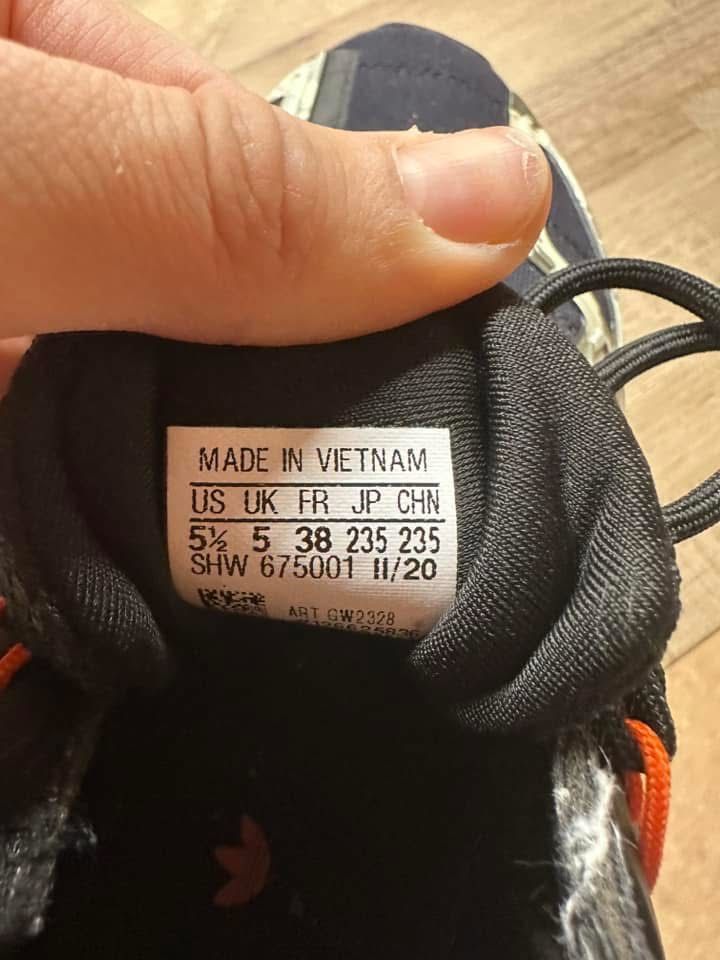 MADE IN VIETNAM
US UK FR JP CHN
5½ 5 38 235 235
SHW 675001 II/20
ART GW2328